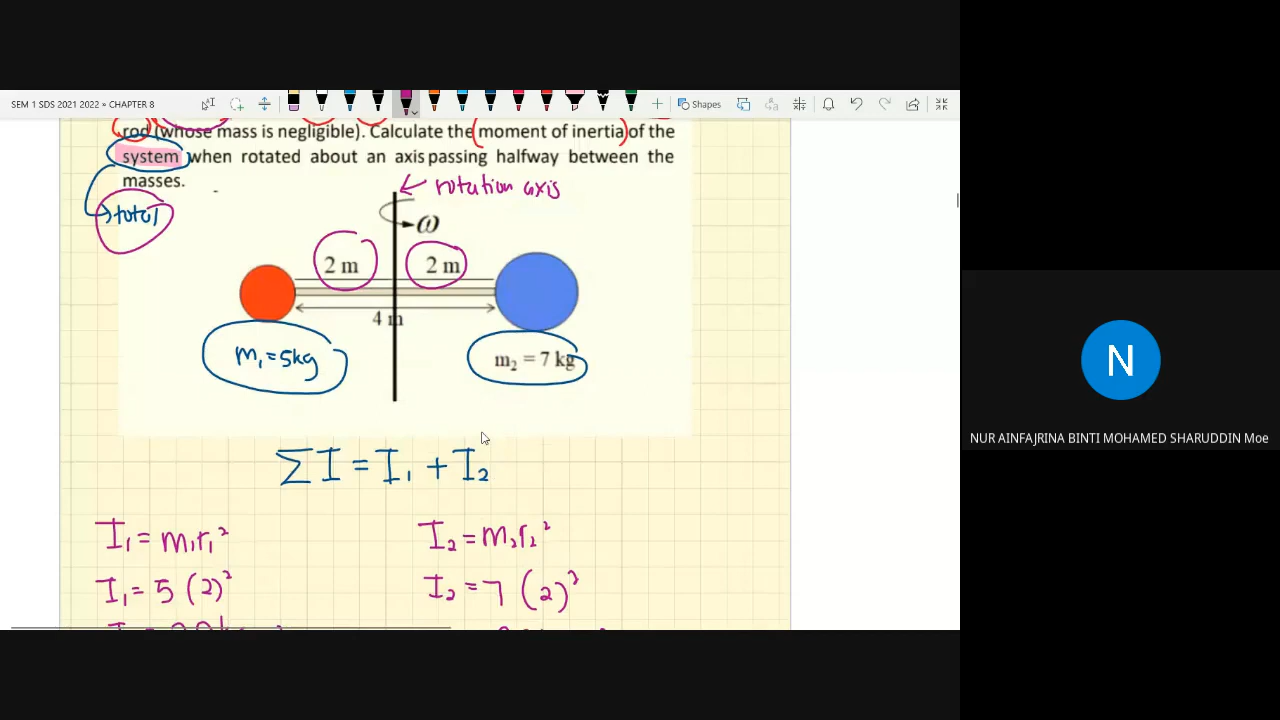 SEM 1 SDS 2021 2022 » CHAPTER 8
Shapes
rod (whose mass is negligible). Calculate the moment of inertia of the
system when rotated about an axis passing halfway between the
masses.
← rotation axis
total
ω
2 m
2 m
4 m
m₁ = 5kg
m₂ = 7 kg
ΣI = I₁ + I₂
I₁ = m₁r₁²
I₂ = m₂r₂²
I₁ = 5 (2)²
I₂ = 7 (2)²
N
NUR AINFAJRINA BINTI MOHAMED SHARUDDIN Moe